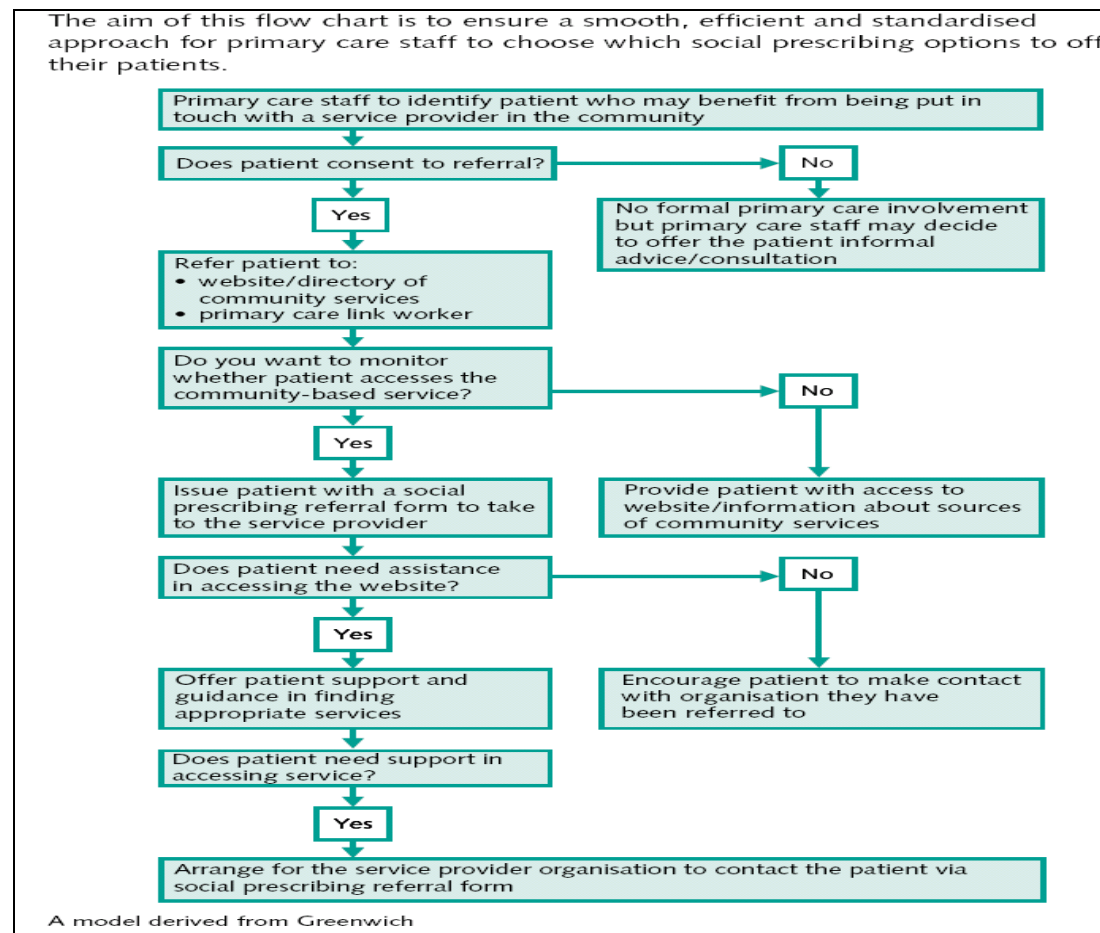 The aim of this flow chart is to ensure a smooth, efficient and standardised
approach for primary care staff to choose which social prescribing options to off
their patients.
Primary care staff to identify patient who may benefit from being put in
touch with a service provider in the community
Does patient consent to referral?
No
Yes
No formal primary care involvement
but primary care staff may decide
to offer the patient informal
advice/consultation
Refer patient to:
• website/directory of
community services
• primary care link worker
Do you want to monitor
whether patient accesses the
community-based service?
No
Yes
Issue patient with a social
prescribing referral form to take
to the service provider
Provide patient with access to
website/information about sources
of community services
Does patient need assistance
in accessing the website?
No
Yes
Offer patient support and
guidance in finding
appropriate services
Encourage patient to make contact
with organisation they have
been referred to
Does patient need support in
accessing service?
Yes
Arrange for the service provider organisation to contact the patient via
social prescribing referral form
A model derived from Greenwich